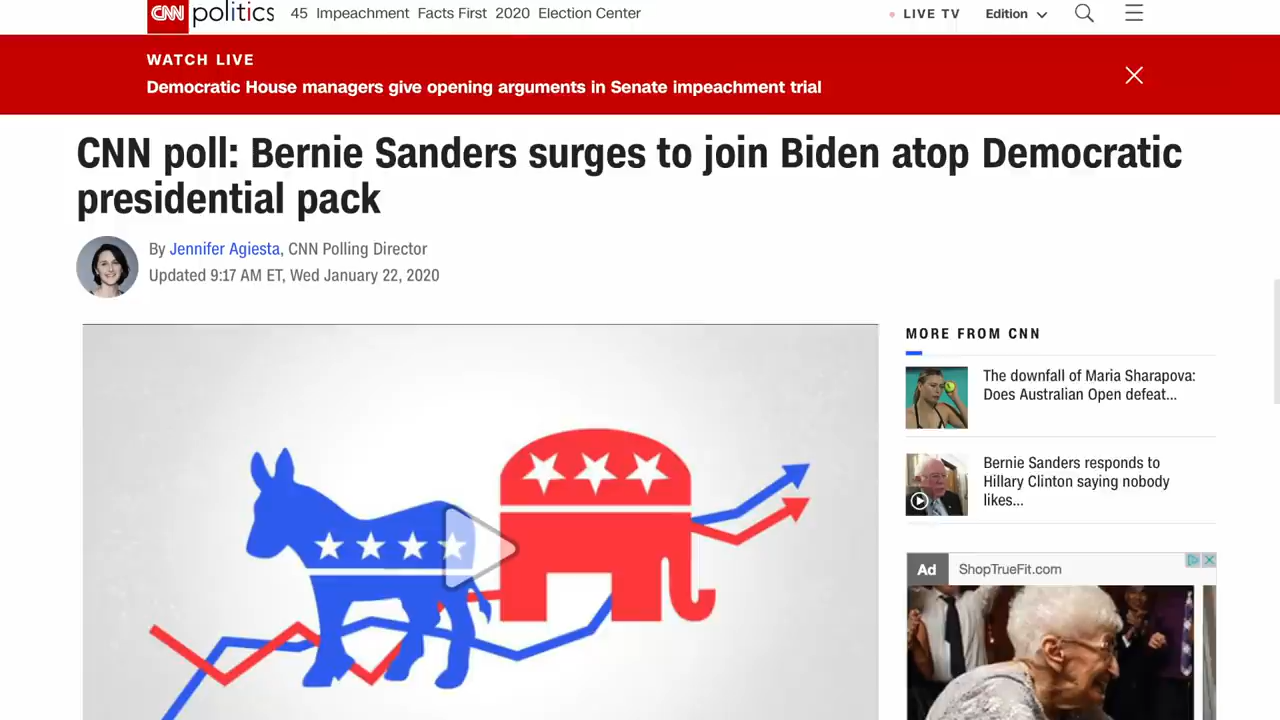 CNN politics 45 Impeachment Facts First 2020 Election Center LIVE TV Edition
WATCH LIVE
Democratic House managers give opening arguments in Senate impeachment trial
CNN poll: Bernie Sanders surges to join Biden atop Democratic
presidential pack
By Jennifer Agiesta, CNN Polling Director
Updated 9:17 AM ET, Wed January 22, 2020
MORE FROM CNN
The downfall of Maria Sharapova:
Does Australian Open defeat...
Bernie Sanders responds to
Hillary Clinton saying nobody
likes...
Ad ShopTrueFit.com